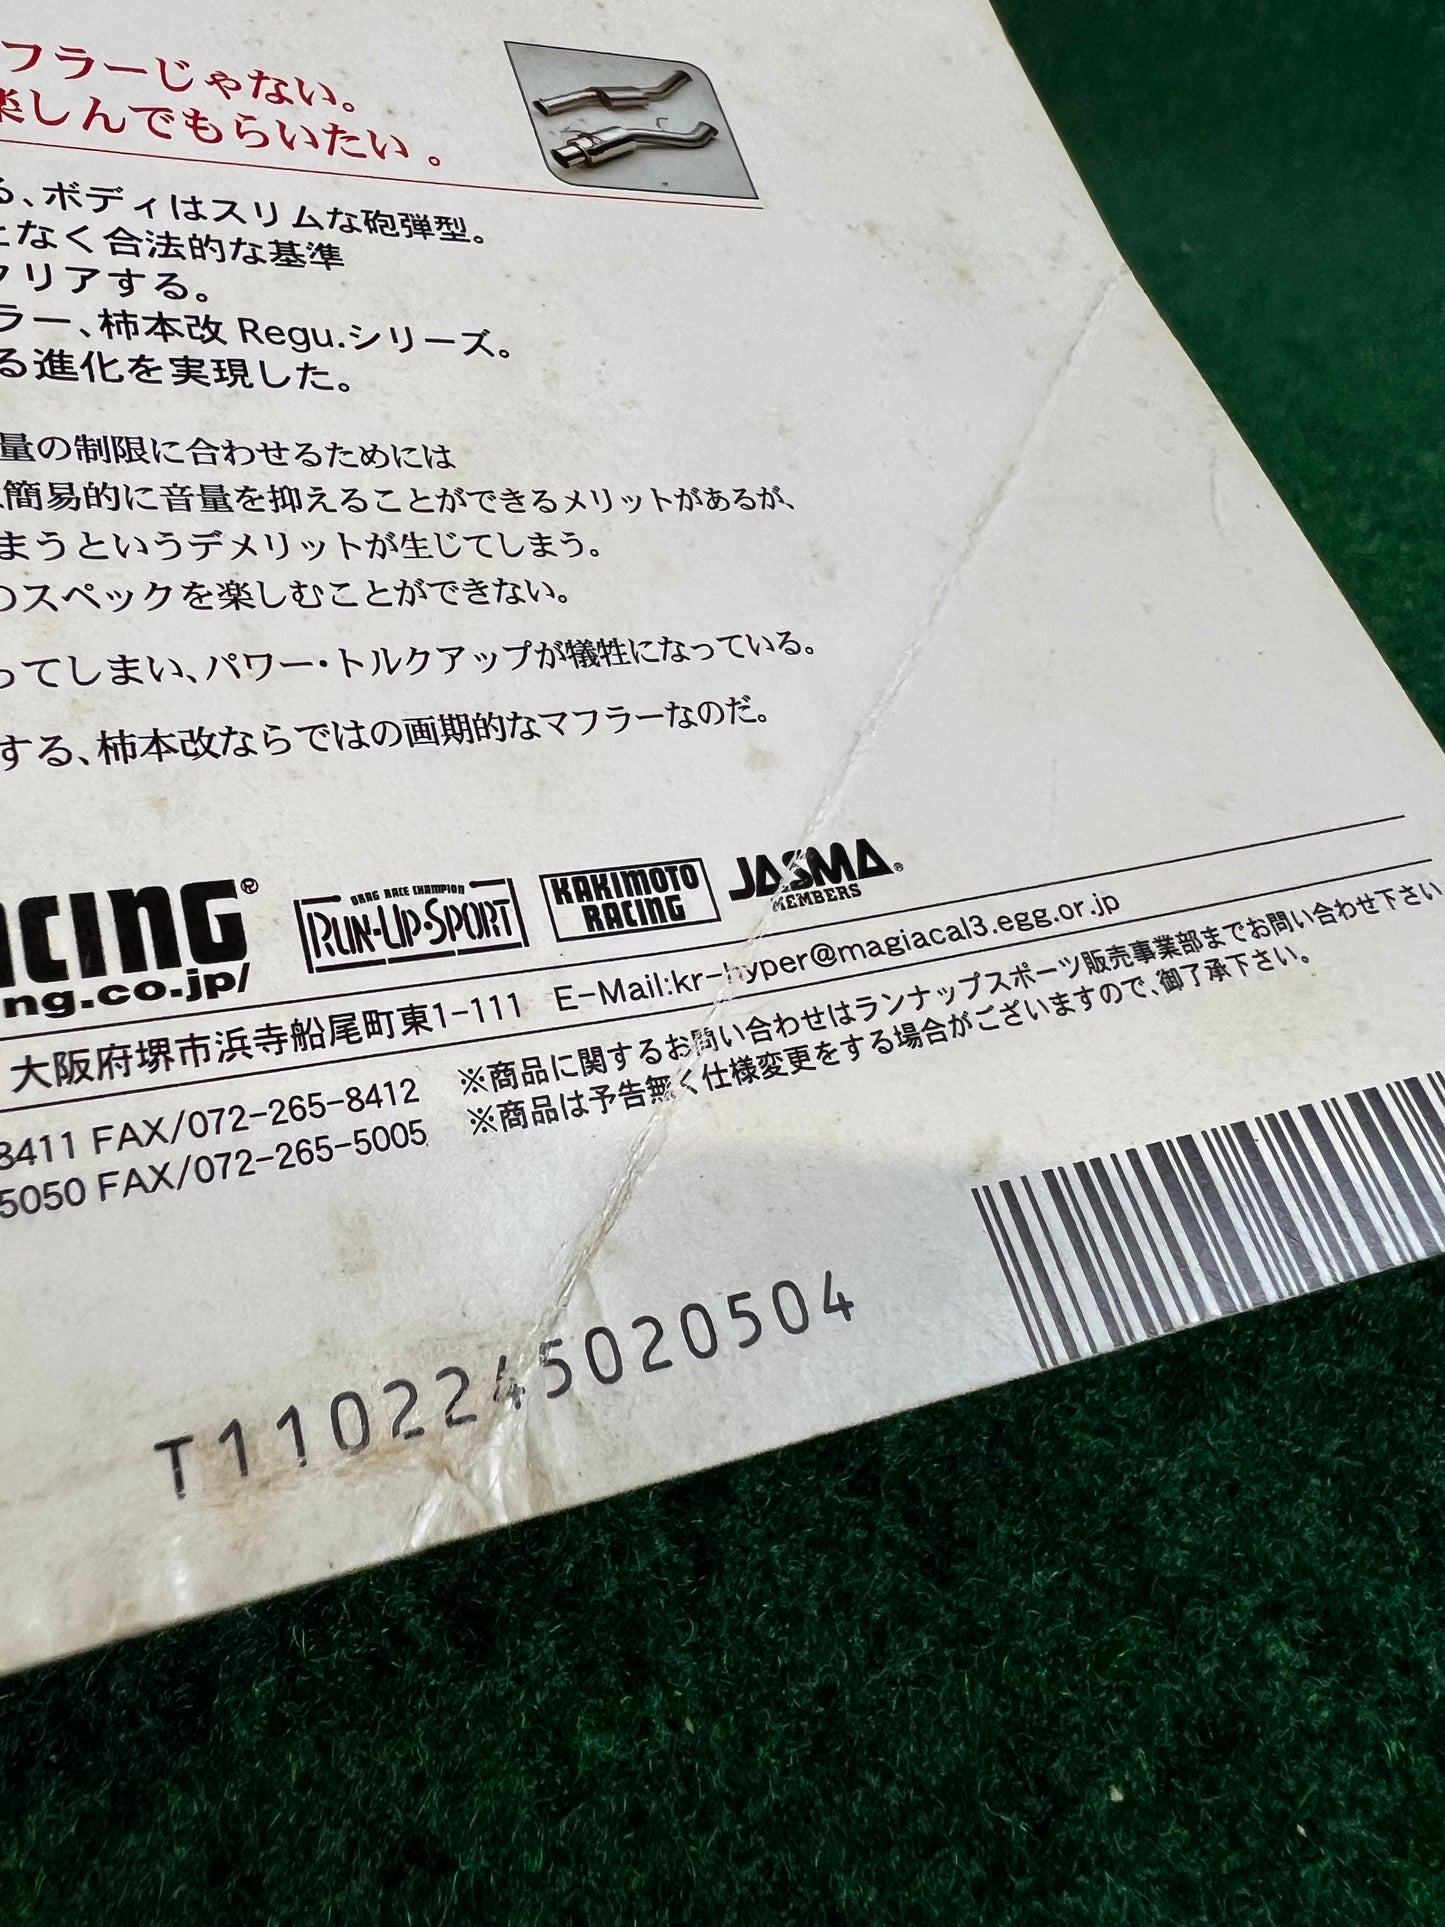 フラーじゃない。
楽しんでもらいたい。
る、ボディはスリムな砲弾型。
となく合法的な基準
クリアする。
ラー、柿本改 Regu.シリーズ。
る進化を実現した。
量の制限に合わせるためには
簡易的に音量を抑えることができるメリットがあるが、
まうというデメリットが生じてしまう。
のスペックを楽しむことができない。
ってしまい、パワー・トルクアップが犠牲になっている。
する、柿本改ならではの画期的なマフラーなのだ。
ACING®
ng.co.jp/
DRAG RACE CHAMPION
RUN-UP·SPORT
KAKIMOTO
RACING
JASMA®
MEMBERS
大阪府堺市浜寺船尾町東1-111 E-Mail:kr-hyper@magiacal3.egg.or.jp
8411 FAX/072-265-8412
5050 FAX/072-265-5005
※商品に関するお問い合わせはランナップスポーツ販売事業部までお問い合わせ下さい
※商品は予告無く仕様変更をする場合がございますので、御了承下さい。
T1102245020504